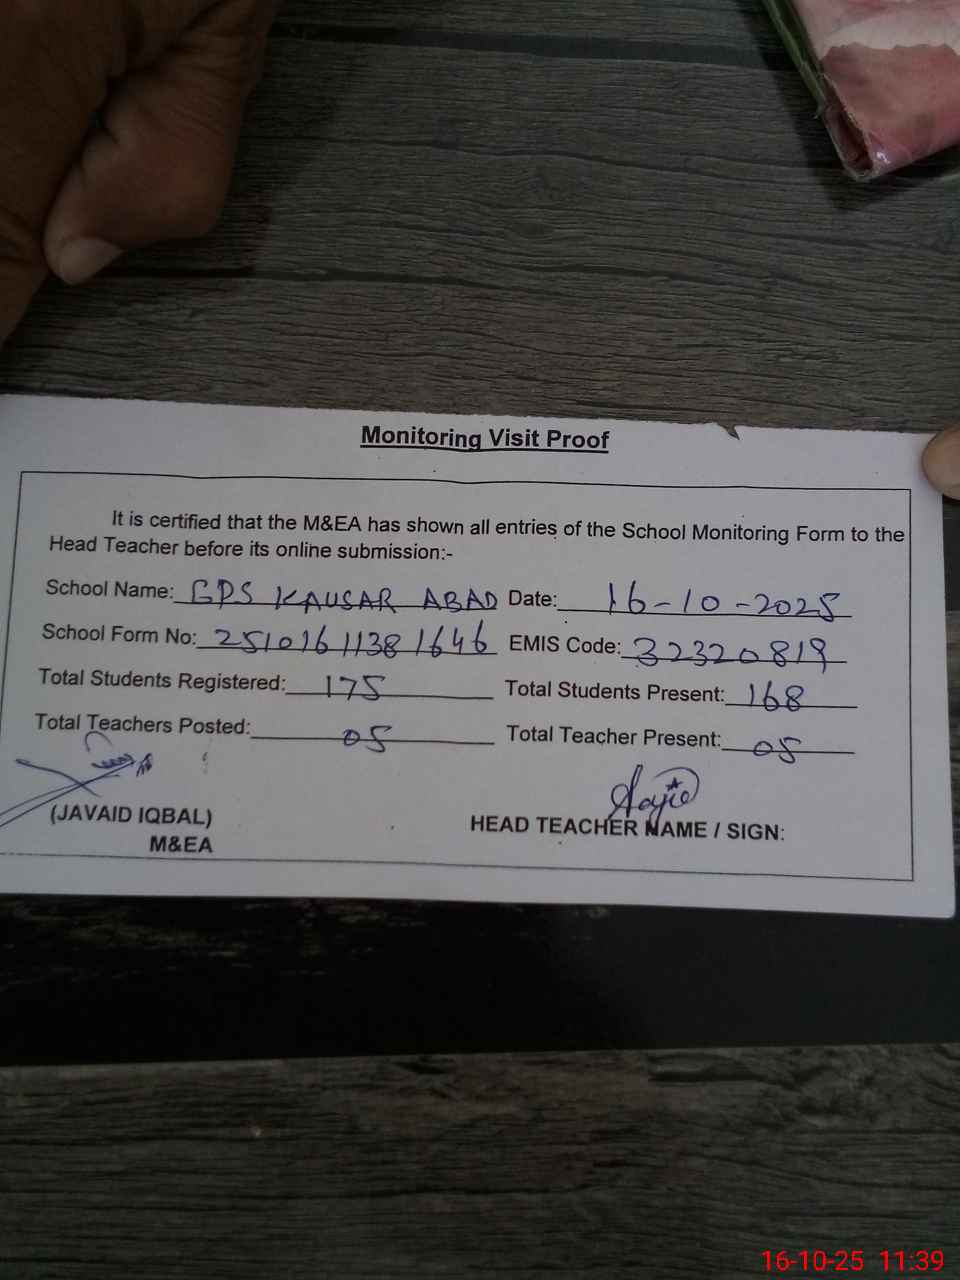 Monitoring Visit Proof
It is certified that the M&EA has shown all entries of the School Monitoring Form to the
Head Teacher before its online submission:-
School Name: GPS KAUSAR ABAD Date: 16-10-2025
School Form No: 2510161138 1646 EMIS Code: 32320819
Total Students Registered: 175 Total Students Present: 168
Total Teachers Posted: 05 Total Teacher Present: 05
(JAVAID IQBAL)
M&EA
HEAD TEACHER NAME / SIGN:
16-10-25 11:39